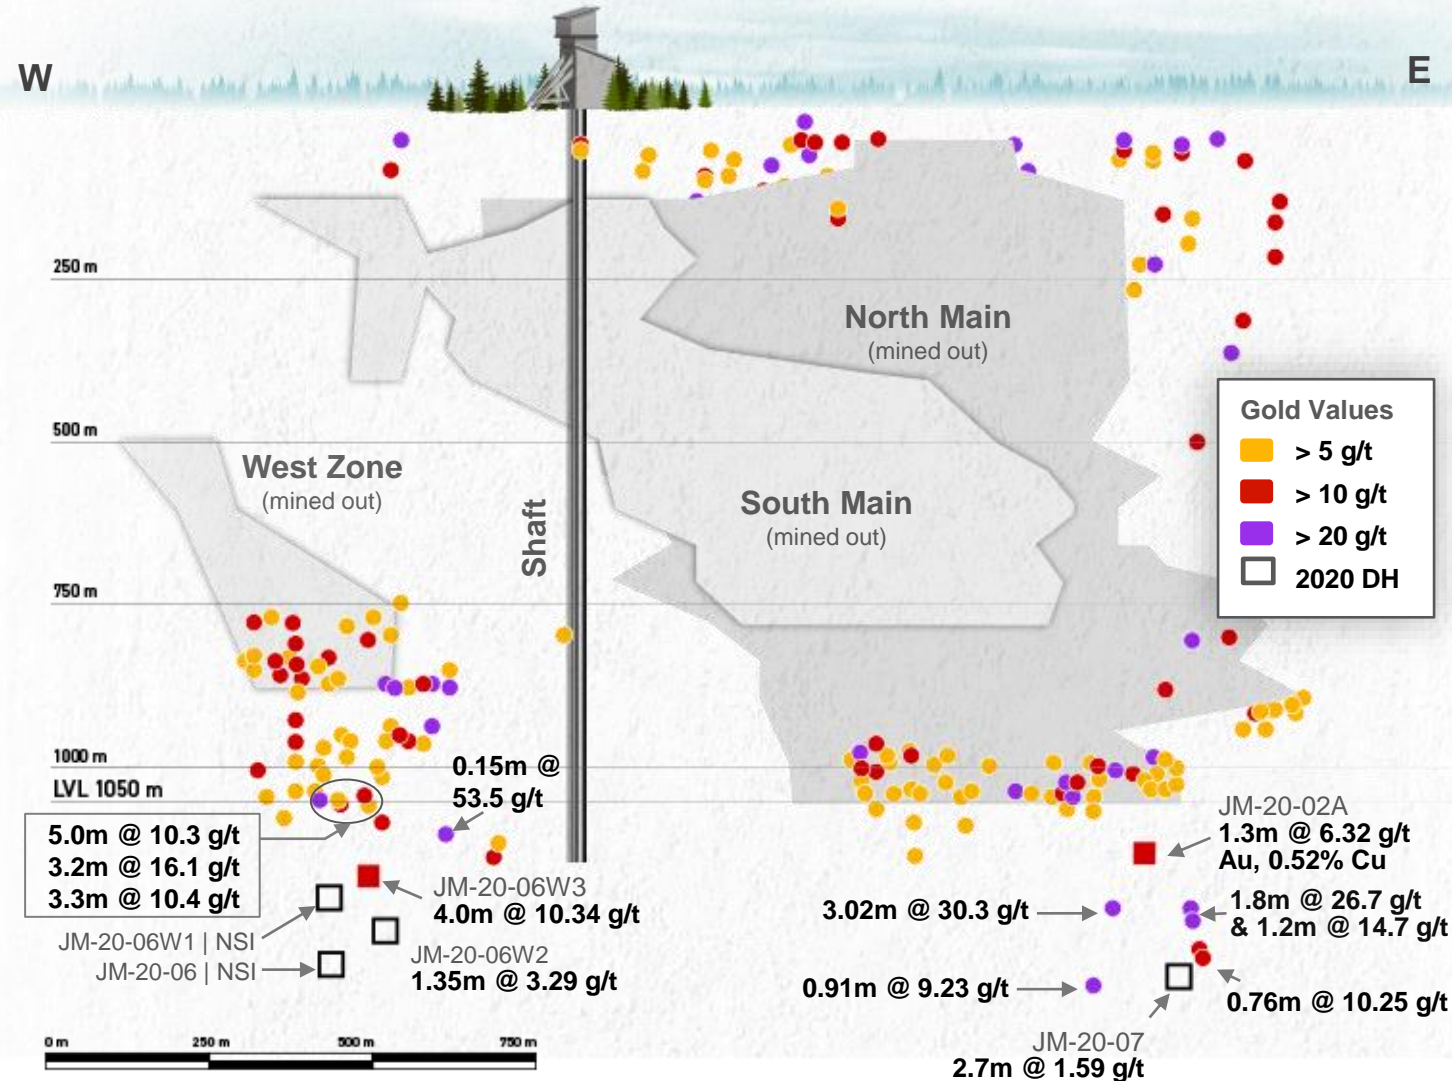 W
E
250 m
North Main
(mined out)
Gold Values
> 5 g/t
> 10 g/t
> 20 g/t
2020 DH
500 m
West Zone
(mined out)
Shaft
South Main
(mined out)
750 m
1000 m
LVL 1050 m
0.15m @
53.5 g/t
5.0m @ 10.3 g/t
3.2m @ 16.1 g/t
3.3m @ 10.4 g/t
JM-20-06W3
4.0m @ 10.34 g/t
JM-20-06W1 | NSI
JM-20-06 | NSI
JM-20-06W2
1.35m @ 3.29 g/t
JM-20-02A
1.3m @ 6.32 g/t
Au, 0.52% Cu
3.02m @ 30.3 g/t
1.8m @ 26.7 g/t
& 1.2m @ 14.7 g/t
0.91m @ 9.23 g/t
0.76m @ 10.25 g/t
JM-20-07
2.7m @ 1.59 g/t
0 m
250 m
500 m
750 m